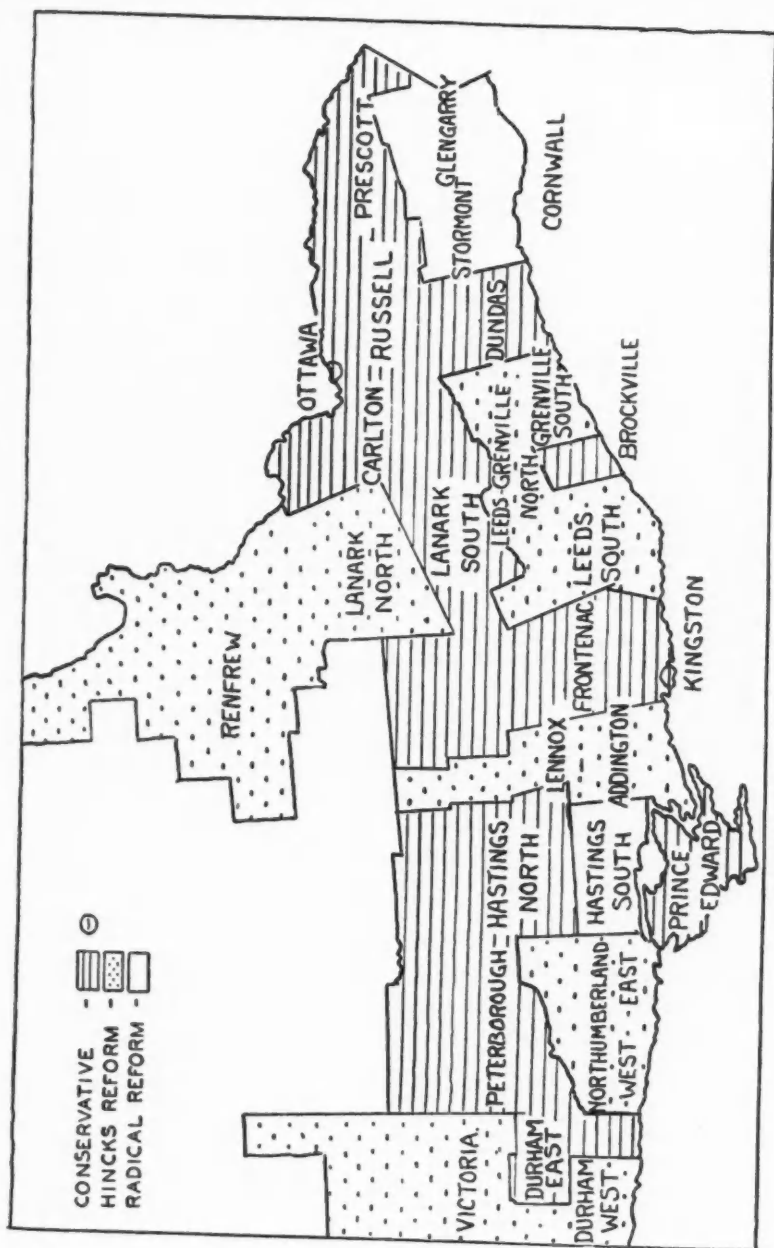 CONSERVATIVE -
HINCKS REFORM -
RADICAL REFORM -
RENFREW
OTTAWA
PRESCOTT
LANARK
NORTH
CARLTON
RUSSELL
STORMONT
GLENGARRY
LANARK
SOUTH
DUNDAS
CORNWALL
LEEDS-GRENVILLE
NORTH
GRENVILLE
SOUTH
BROCKVILLE
VICTORIA
PETERBOROUGH
HASTINGS
NORTH
LENNOX
ADDINGTON
FRONTENAC
LEEDS
SOUTH
KINGSTON
DURHAM
EAST
DURHAM
WEST
NORTHUMBERLAND
WEST EAST
HASTINGS
SOUTH
PRINCE
EDWARD